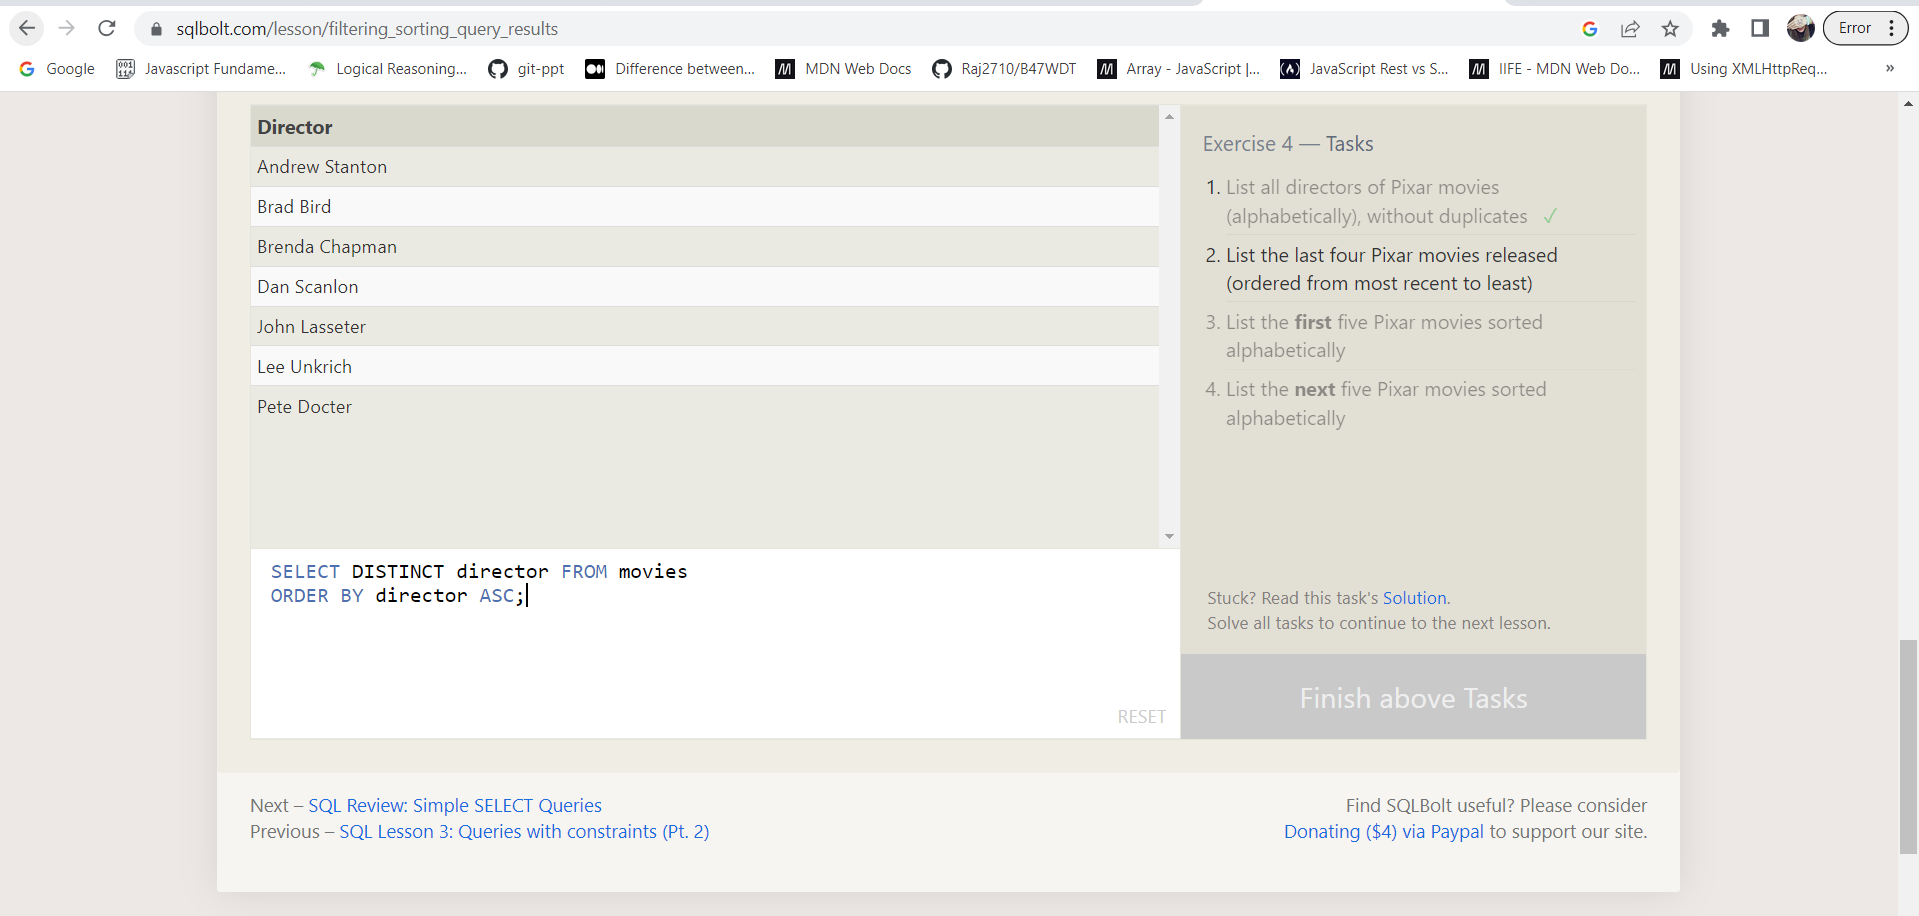 sqlbolt.com/lesson/filtering_sorting_query_results
Error
Google
Javascript Fundame...
Logical Reasoning...
git-ppt
Difference between...
MDN Web Docs
Raj2710/B47WDT
Array - JavaScript |...
JavaScript Rest vs S...
IIFE - MDN Web Do...
Using XMLHttpReq...
»
Director
Andrew Stanton
Brad Bird
Brenda Chapman
Dan Scanlon
John Lasseter
Lee Unkrich
Pete Docter
SELECT DISTINCT director FROM movies
ORDER BY director ASC;
RESET
Exercise 4 — Tasks
1. List all directors of Pixar movies
(alphabetically), without duplicates ✓
2. List the last four Pixar movies released
(ordered from most recent to least)
3. List the first five Pixar movies sorted
alphabetically
4. List the next five Pixar movies sorted
alphabetically
Stuck? Read this task's Solution.
Solve all tasks to continue to the next lesson.
Finish above Tasks
Next – SQL Review: Simple SELECT Queries
Previous – SQL Lesson 3: Queries with constraints (Pt. 2)
Find SQLBolt useful? Please consider
Donating ($4) via Paypal to support our site.